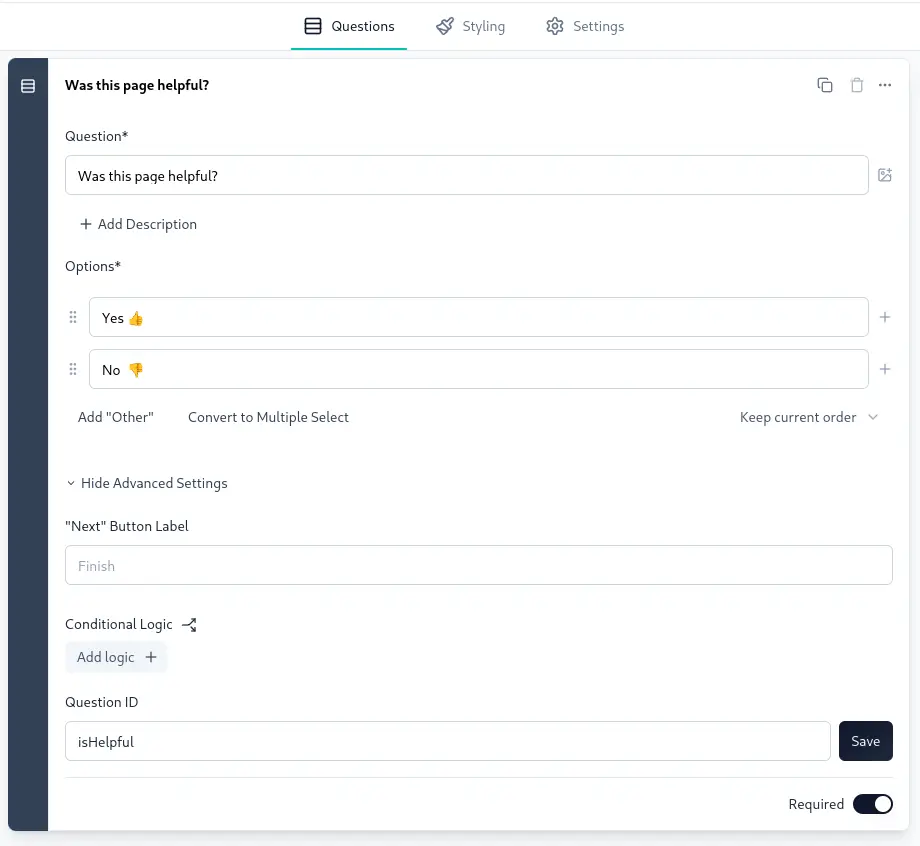 Questions Styling Settings
Was this page helpful?
Question*
Was this page helpful?
Add Description
Options*
Yes 👍
No 👎
Add "Other" Convert to Multiple Select Keep current order
Hide Advanced Settings
"Next" Button Label
Finish
Conditional Logic
Add logic
Question ID
isHelpful Save
Required